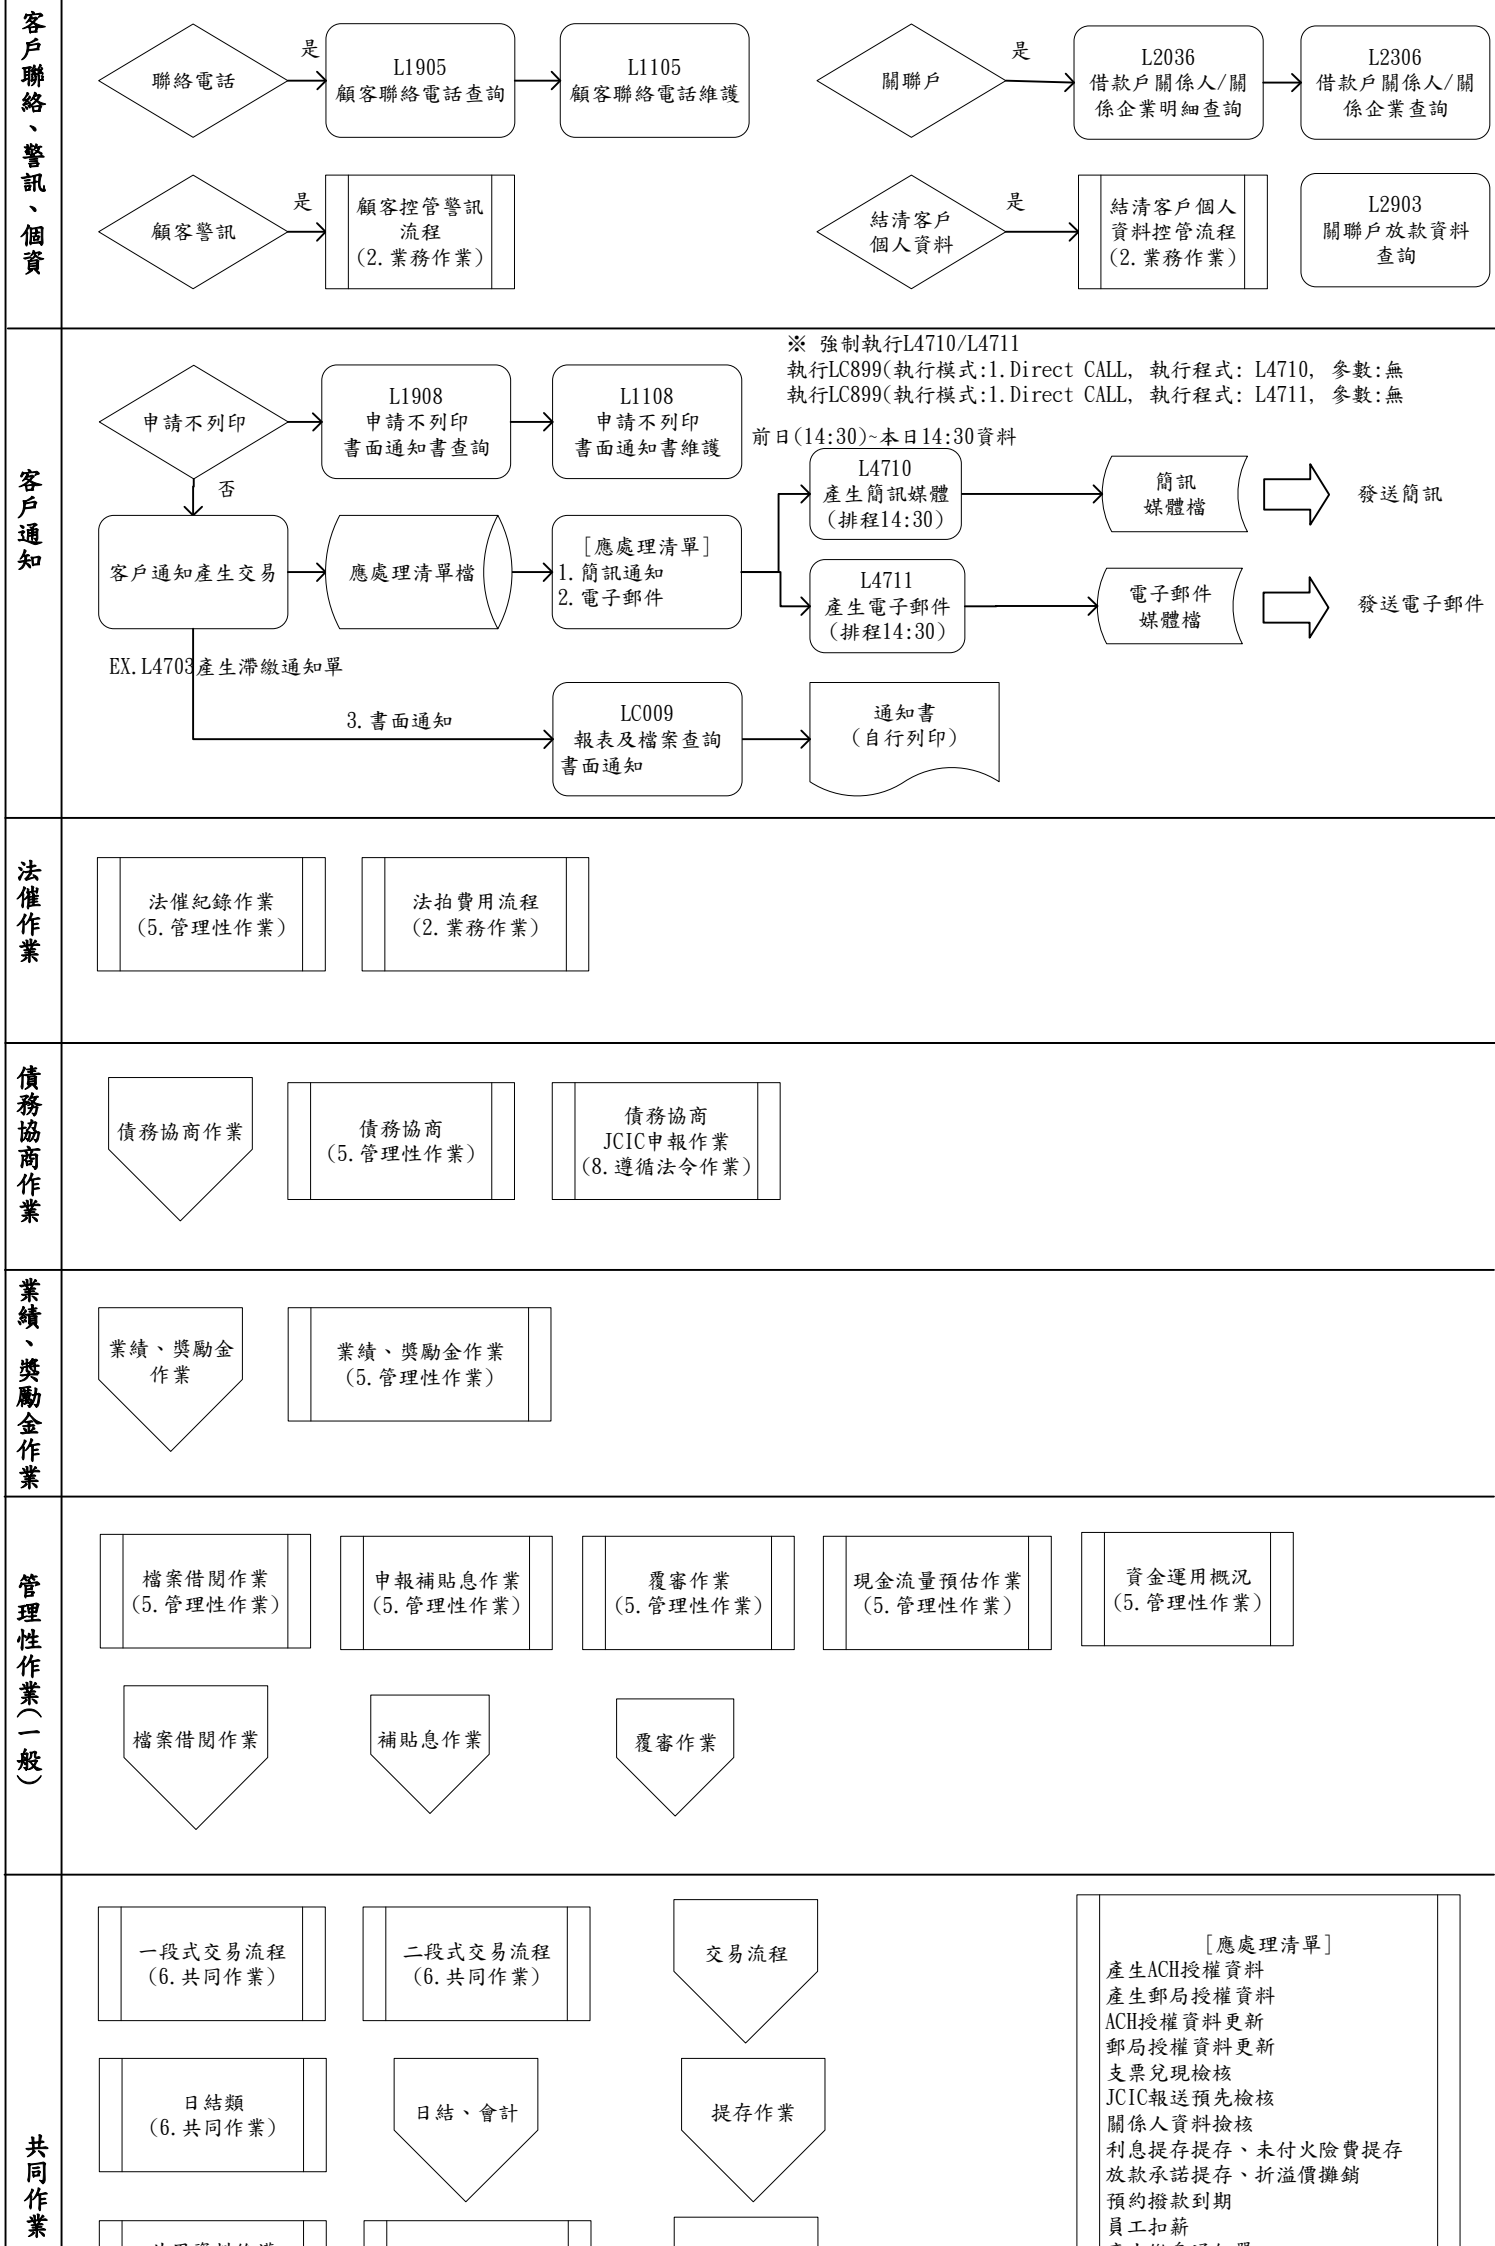 客戶聯絡、警訊、個資
聯絡電話
是
L1905
顧客聯絡電話查詢
L1105
顧客聯絡電話維護
關聯戶
是
L2036
借款戶關係人/關
係企業明細查詢
L2306
借款戶關係人/關
係企業查詢
顧客警訊
是
顧客控管警訊
流程
(2.業務作業)
結清客戶
個人資料
是
結清客戶個人
資料控管流程
(2.業務作業)
L2903
關聯戶放款資料
查詢
客戶通知
※ 強制執行L4710/L4711
執行LC899(執行模式:1.Direct CALL, 執行程式: L4710, 參數:無
執行LC899(執行模式:1.Direct CALL, 執行程式: L4711, 參數:無
申請不列印
L1908
申請不列印
書面通知書查詢
L1108
申請不列印
書面通知書維護
前日(14:30)~本日14:30資料
否
L4710
產生簡訊媒體
(排程14:30)
簡訊
媒體檔
發送簡訊
客戶通知產生交易
應處理清單檔
[應處理清單]
1.簡訊通知
2.電子郵件
L4711
產生電子郵件
(排程14:30)
電子郵件
媒體檔
發送電子郵件
EX.L4703產生滯繳通知單
3.書面通知
LC009
報表及檔案查詢
書面通知
通知書
(自行列印)
法催作業
法催紀錄作業
(5.管理性作業)
法拍費用流程
(2.業務作業)
債務協商作業
債務協商作業
債務協商
(5.管理性作業)
債務協商
JCIC申報作業
(8.遵循法令作業)
業績、獎勵金作業
業績、獎勵金
作業
業績、獎勵金作業
(5.管理性作業)
管理性作業(一般)
檔案借閱作業
(5.管理性作業)
申報補貼息作業
(5.管理性作業)
覆審作業
(5.管理性作業)
現金流量預估作業
(5.管理性作業)
資金運用概況
(5.管理性作業)
檔案借閱作業
補貼息作業
覆審作業
共同作業
一段式交易流程
(6.共同作業)
二段式交易流程
(6.共同作業)
交易流程
日結類
(6.共同作業)
日結、會計
提存作業
[應處理清單]
產生ACH授權資料
產生郵局授權資料
ACH授權資料更新
郵局授權資料更新
支票兌現檢核
JCIC報送預先檢核
關係人資料撿核
利息提存提存、未付火險費提存
放款承諾提存、折溢價攤銷
預約撥款到期
員工扣薪